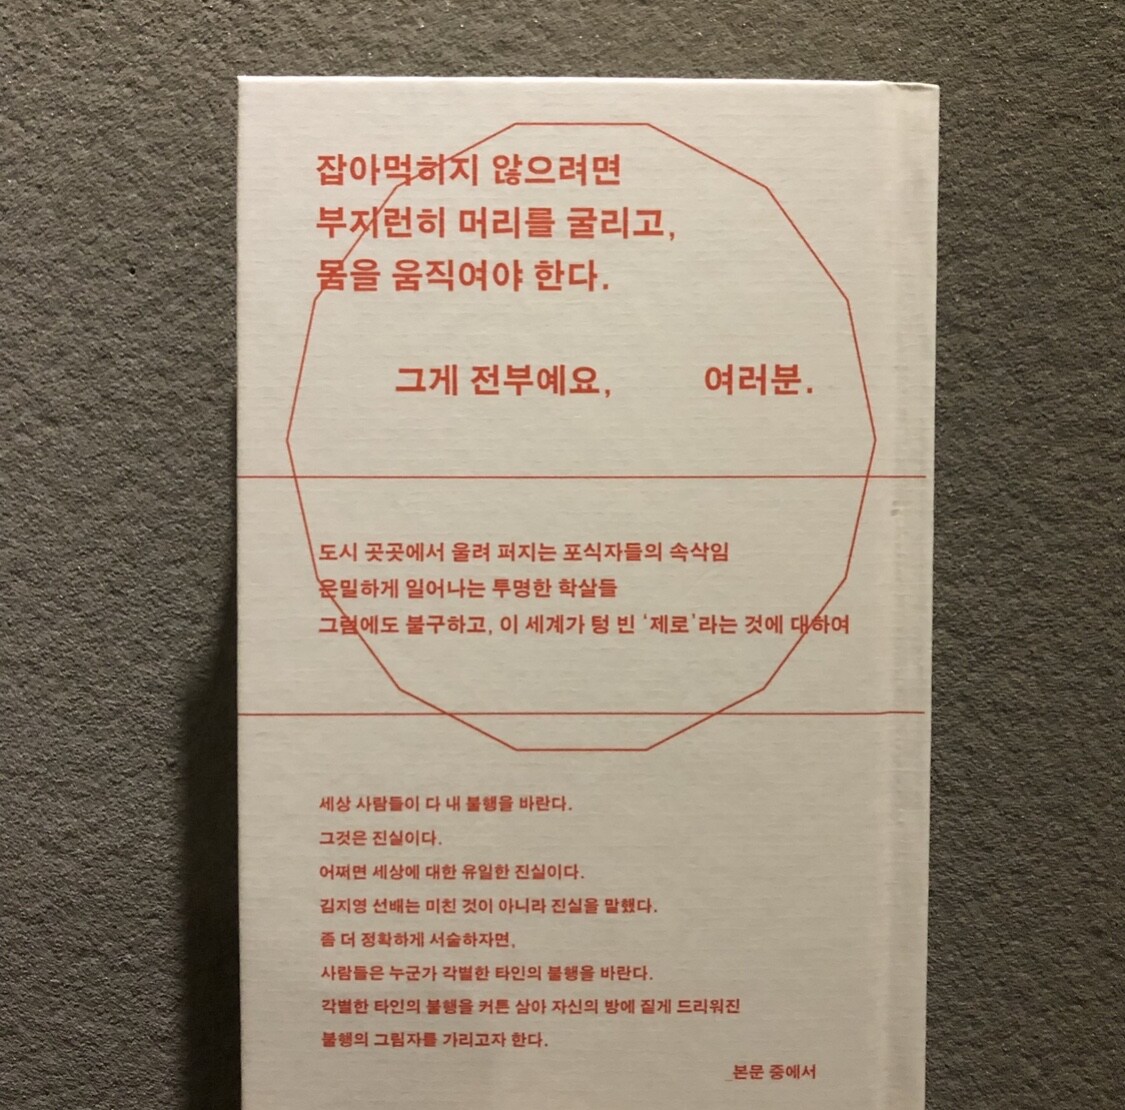 잡아먹히지 않으려면
부지런히 머리를 굴리고,
몸을 움직여야 한다.
그게 전부예요, 여러분.
도시 곳곳에서 울려 퍼지는 포식자들의 속삭임
은밀하게 일어나는 투명한 학살들
그럼에도 불구하고, 이 세계가 텅 빈 ‘제로’라는 것에 대하여
세상 사람들이 다 내 불행을 바란다.
그것은 진실이다.
어쩌면 세상에 대한 유일한 진실이다.
김지영 선배는 미친 것이 아니라 진실을 말했다.
좀 더 정확하게 서술하자면,
사람들은 누군가 각별한 타인의 불행을 바란다.
각별한 타인의 불행을 커튼 삼아 자신의 방에 짙게 드리워진
불행의 그림자를 가리고자 한다.
_본문 중에서